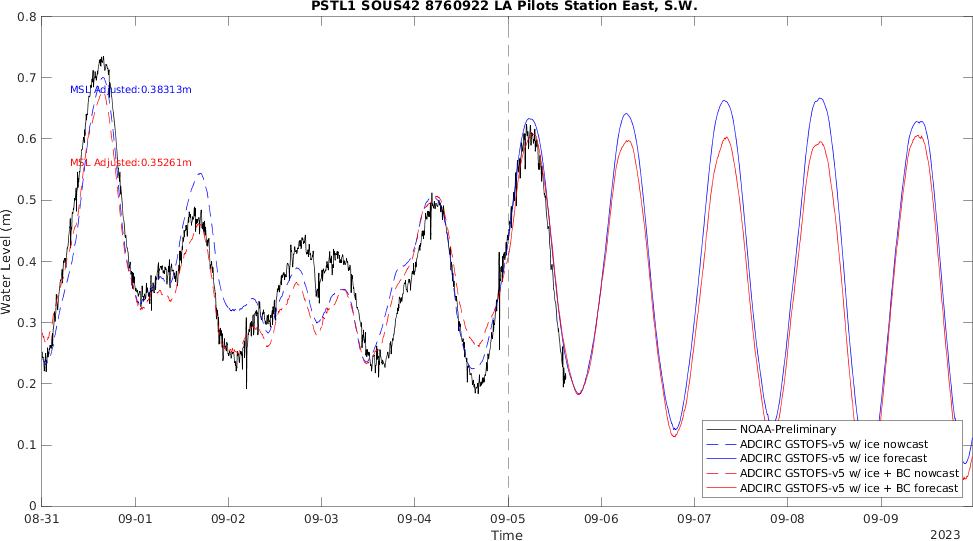 PSTL1 SOUS42 8760922 LA Pilots Station East, S.W.
0.8
0.7
MSL Adjusted:0.38313m
0.6
MSL Adjusted:0.35261m
0.5
0.4
Water Level (m)
0.3
0.2
0.1
0
NOAA-Preliminary
ADCIRC GSTOFS-v5 w/ ice nowcast
ADCIRC GSTOFS-v5 w/ ice forecast
ADCIRC GSTOFS-v5 w/ ice + BC nowcast
ADCIRC GSTOFS-v5 w/ ice + BC forecast
08-31 09-01 09-02 09-03 09-04 09-05 09-06 09-07 09-08 09-09
Time
2023